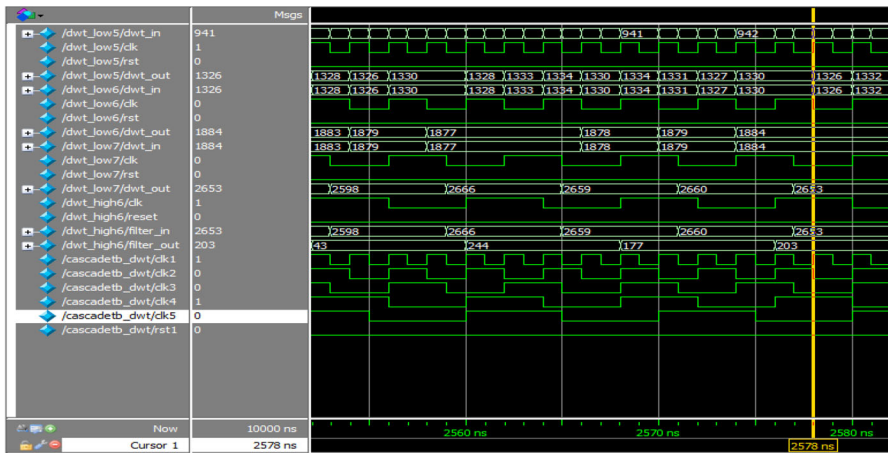 Msgs
/dwt_low5/dwt_in 941 941 942
/dwt_low5/clk 1
/dwt_low5/rst 0
/dwt_low5/dwt_out 1326 1328 1326 1330 1328 1333 1334 1330 1334 1331 1327 1330 1326 1332
/dwt_low6/dwt_in 1326 1328 1326 1330 1328 1333 1334 1330 1334 1331 1327 1330 1326 1332
/dwt_low6/clk 0
/dwt_low6/rst 0
/dwt_low6/dwt_out 1884 1883 1879 1877 1878 1879 1884
/dwt_low7/dwt_in 1884 1883 1879 1877 1878 1879 1884
/dwt_low7/clk 0
/dwt_low7/rst 0
/dwt_low7/dwt_out 2653 2598 2666 2659 2660 2653
/dwt_high6/clk 1
/dwt_high6/reset 0
/dwt_high6/filter_in 2653 2598 2666 2659 2660 2653
/dwt_high6/filter_out 203 43 244 177 203
/cascadetb_dwt/clk1 1
/cascadetb_dwt/clk2 0
/cascadetb_dwt/clk3 0
/cascadetb_dwt/clk4 1
/cascadetb_dwt/clk5 0
/cascadetb_dwt/rst1 0
Now 10000 ns 2560 ns 2570 ns 2580 ns
Cursor 1 2578 ns 2578 ns